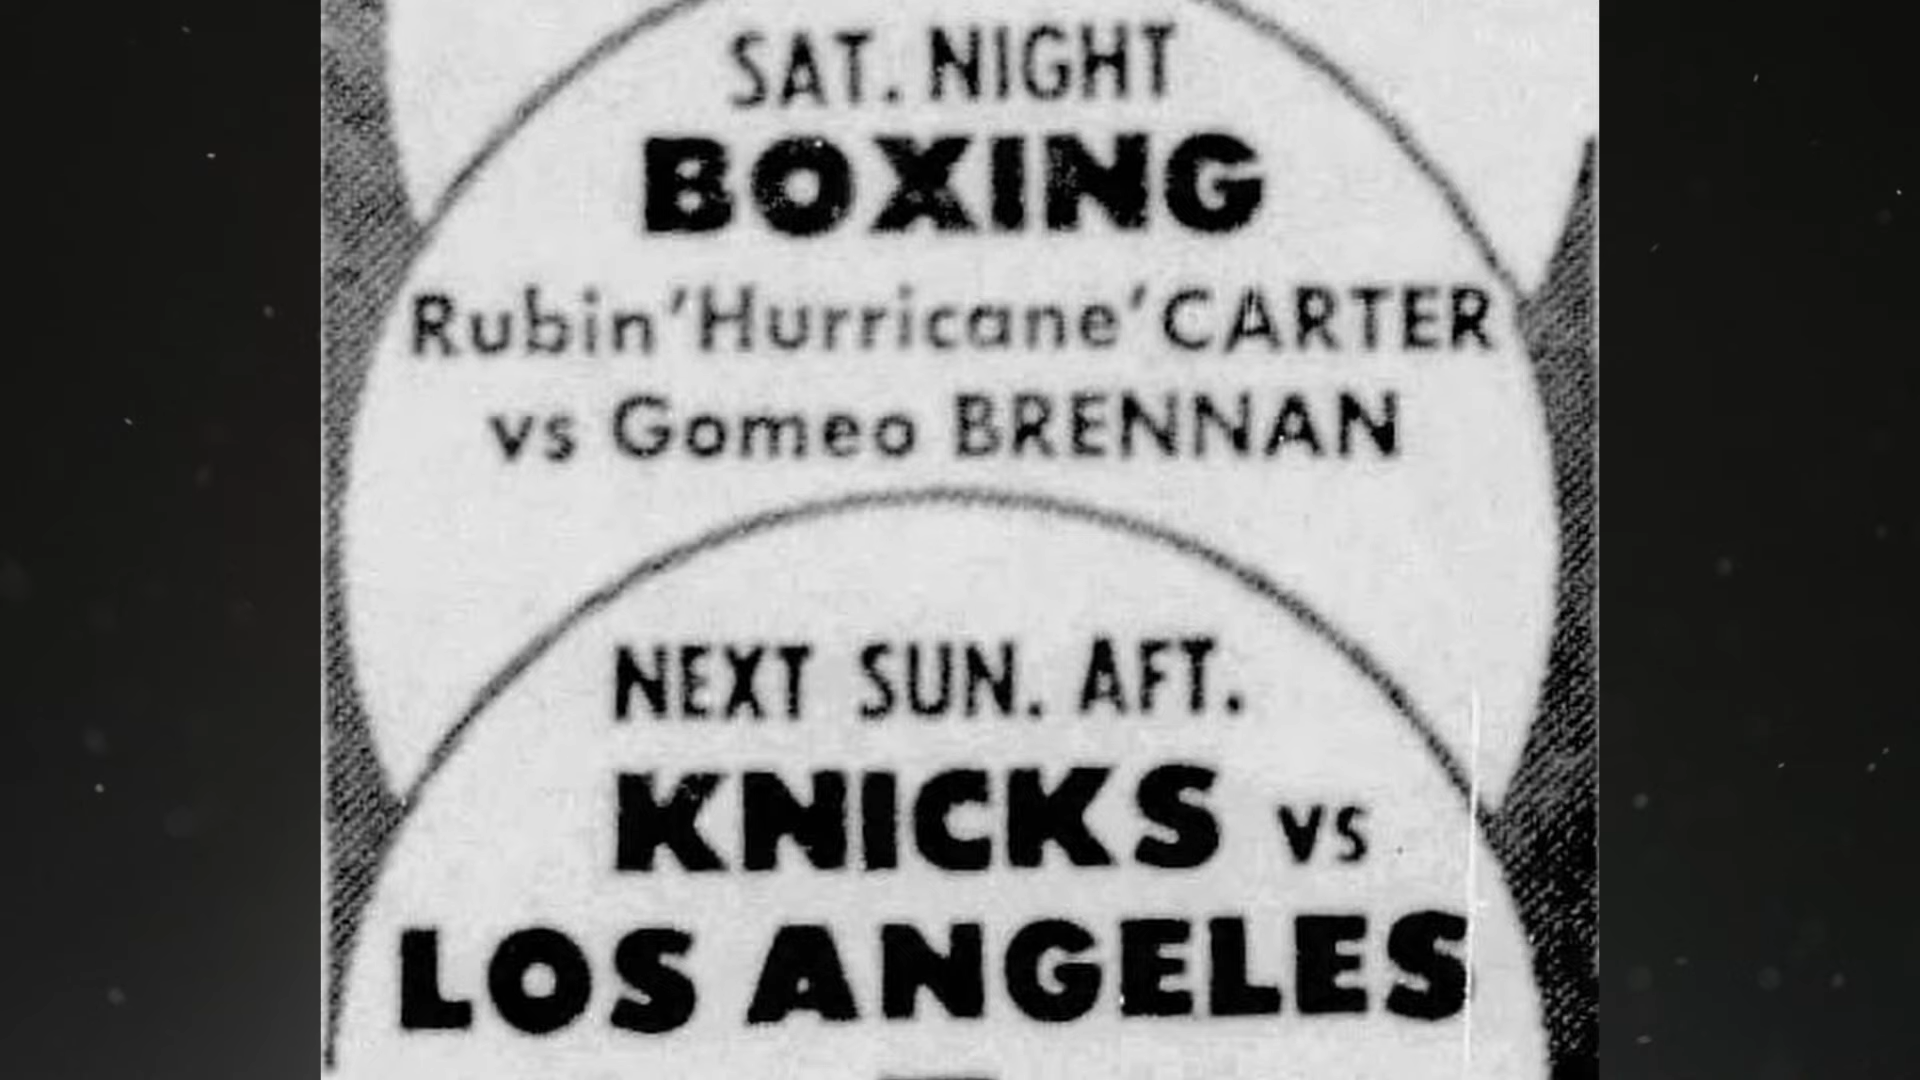 SAT. NIGHT
BOXING
Rubin 'Hurricane' CARTER
vs Gomeo BRENNAN
NEXT SUN. AFT.
KNICKS vs
LOS ANGELES